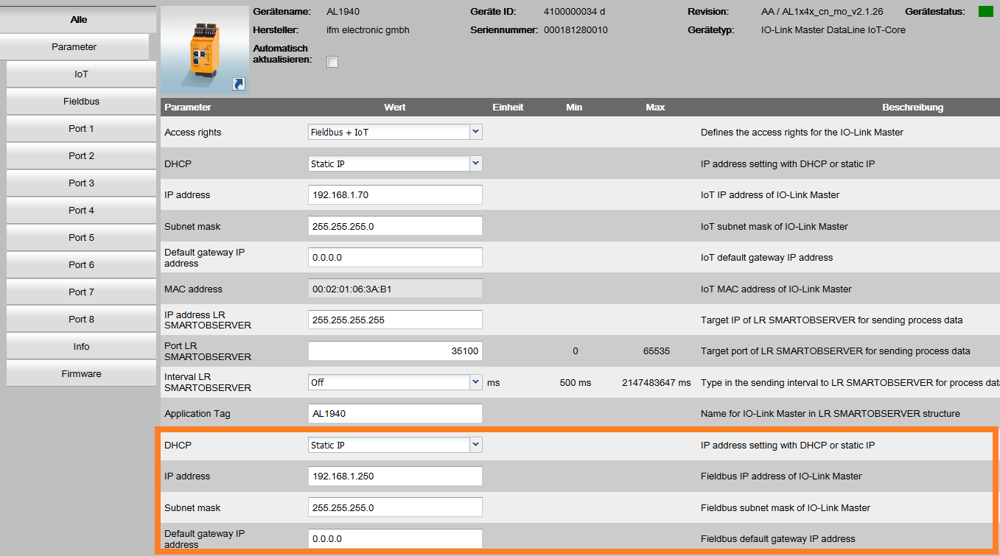 Alle
Parameter
IoT
Fieldbus
Port 1
Port 2
Port 3
Port 4
Port 5
Port 6
Port 7
Port 8
Info
Firmware
Gerätename: AL1940 Geräte ID: 4100000034 d Revision: AA / AL1x4x_cn_mo_v2.1.26 Gerätestatus:
Hersteller: ifm electronic gmbh Seriennummer: 000181280010 Gerätetyp: IO-Link Master DataLine IoT-Core
Automatisch
aktualisieren:
Parameter Wert Einheit Min Max Beschreibung
Access rights Fieldbus + IoT Defines the access rights for the IO-Link Master
DHCP Static IP IP address setting with DHCP or static IP
IP address 192.168.1.70 IoT IP address of IO-Link Master
Subnet mask 255.255.255.0 IoT subnet mask of IO-Link Master
Default gateway IP
address 0.0.0.0 IoT default gateway IP address
MAC address 00:02:01:06:3A:B1 IoT MAC address of IO-Link Master
IP address LR
SMARTOBSERVER 255.255.255.255 Target IP of LR SMARTOBSERVER for sending process data
Port LR
SMARTOBSERVER 35100 0 65535 Target port of LR SMARTOBSERVER for sending process data
Interval LR
SMARTOBSERVER Off ms 500 ms 2147483647 ms Type in the sending interval to LR SMARTOBSERVER for process dat
Application Tag AL1940 Name for IO-Link Master in LR SMARTOBSERVER structure
DHCP Static IP IP address setting with DHCP or static IP
IP address 192.168.1.250 Fieldbus IP address of IO-Link Master
Subnet mask 255.255.255.0 Fieldbus subnet mask of IO-Link Master
Default gateway IP
address 0.0.0.0 Fieldbus default gateway IP address